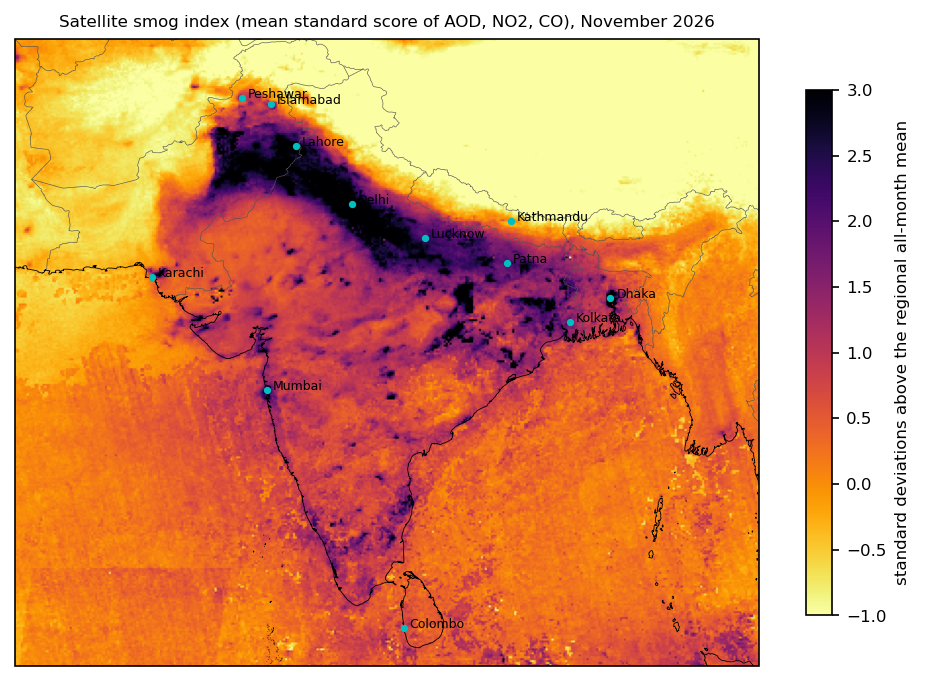 Satellite smog index (mean standard score of AOD, NO2, CO), November 2026
Peshawar
Islamabad
Lahore
Delhi
Kathmandu
Lucknow
Patna
Karachi
Dhaka
Kolkata
Mumbai
Colombo
3.0
2.5
2.0
1.5
1.0
0.5
0.0
−0.5
−1.0
standard deviations above the regional all-month mean